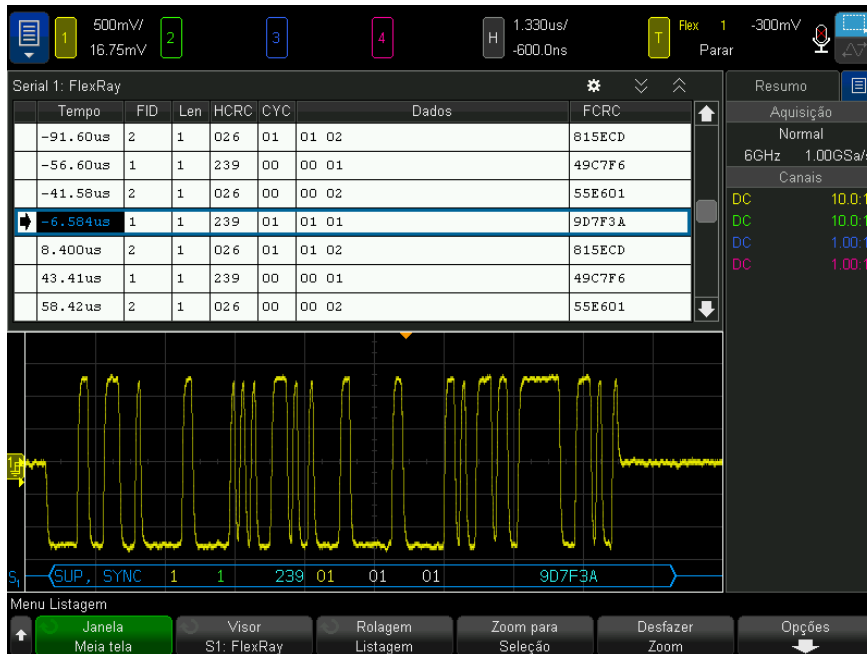 1 500mV/ 2 3 4 H 1.330us/ T Flex 1 -300mV
16.75mV -600.0ns Parar
Serial 1: FlexRay
Tempo FID Len HCRC CYC Dados FCRC
-91.60us 2 1 026 01 01 02 815ECD
-56.60us 1 1 239 00 00 01 49C7F6
-41.58us 2 1 026 00 00 02 55E601
-6.584us 1 1 239 01 01 01 9D7F3A
8.400us 2 1 026 01 01 02 815ECD
43.41us 1 1 239 00 00 01 49C7F6
58.42us 2 1 026 00 00 02 55E601
Resumo
Aquisição
Normal
6GHz 1.00GSa/s
Canais
DC 10.0:1
DC 10.0:1
DC 1.00:1
DC 1.00:1
1
S1 SUP, SYNC 1 1 239 01 01 01 9D7F3A
Menu Listagem
Janela Visor Rolagem Zoom para Desfazer Opções
Meia tela S1: FlexRay Listagem Seleção Zoom